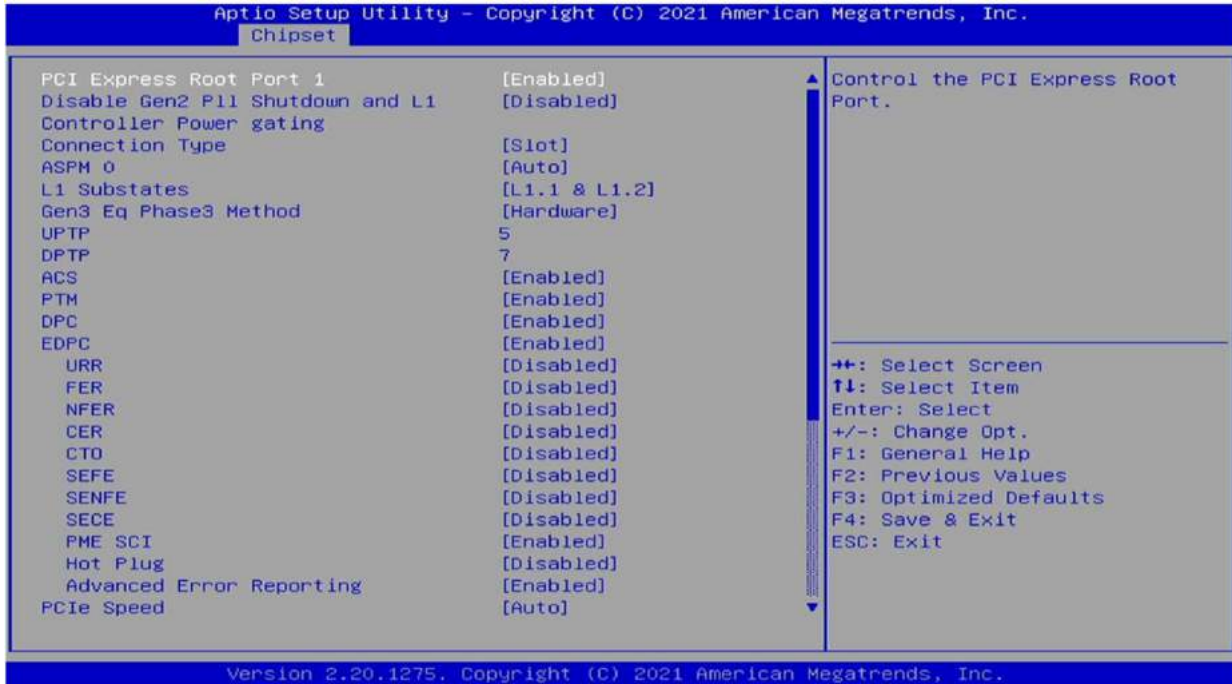 Aptio Setup Utility – Copyright (C) 2021 American Megatrends, Inc.
Chipset
PCI Express Root Port 1 [Enabled]
Disable Gen2 Pll Shutdown and L1 [Disabled]
Controller Power gating
Connection Type [Slot]
ASPM 0 [Auto]
L1 Substates [L1.1 & L1.2]
Gen3 Eq Phase3 Method [Hardware]
UPTP 5
DPTP 7
ACS [Enabled]
PTM [Enabled]
DPC [Enabled]
EDPC [Enabled]
URR [Disabled]
FER [Disabled]
NFER [Disabled]
CER [Disabled]
CTO [Disabled]
SEFE [Disabled]
SENFE [Disabled]
SECE [Disabled]
PME SCI [Enabled]
Hot Plug [Disabled]
Advanced Error Reporting [Enabled]
PCIe Speed [Auto]
Control the PCI Express Root
Port.
→←: Select Screen
↑↓: Select Item
Enter: Select
+/-: Change Opt.
F1: General Help
F2: Previous Values
F3: Optimized Defaults
F4: Save & Exit
ESC: Exit
Version 2.20.1275. Copyright (C) 2021 American Megatrends, Inc.